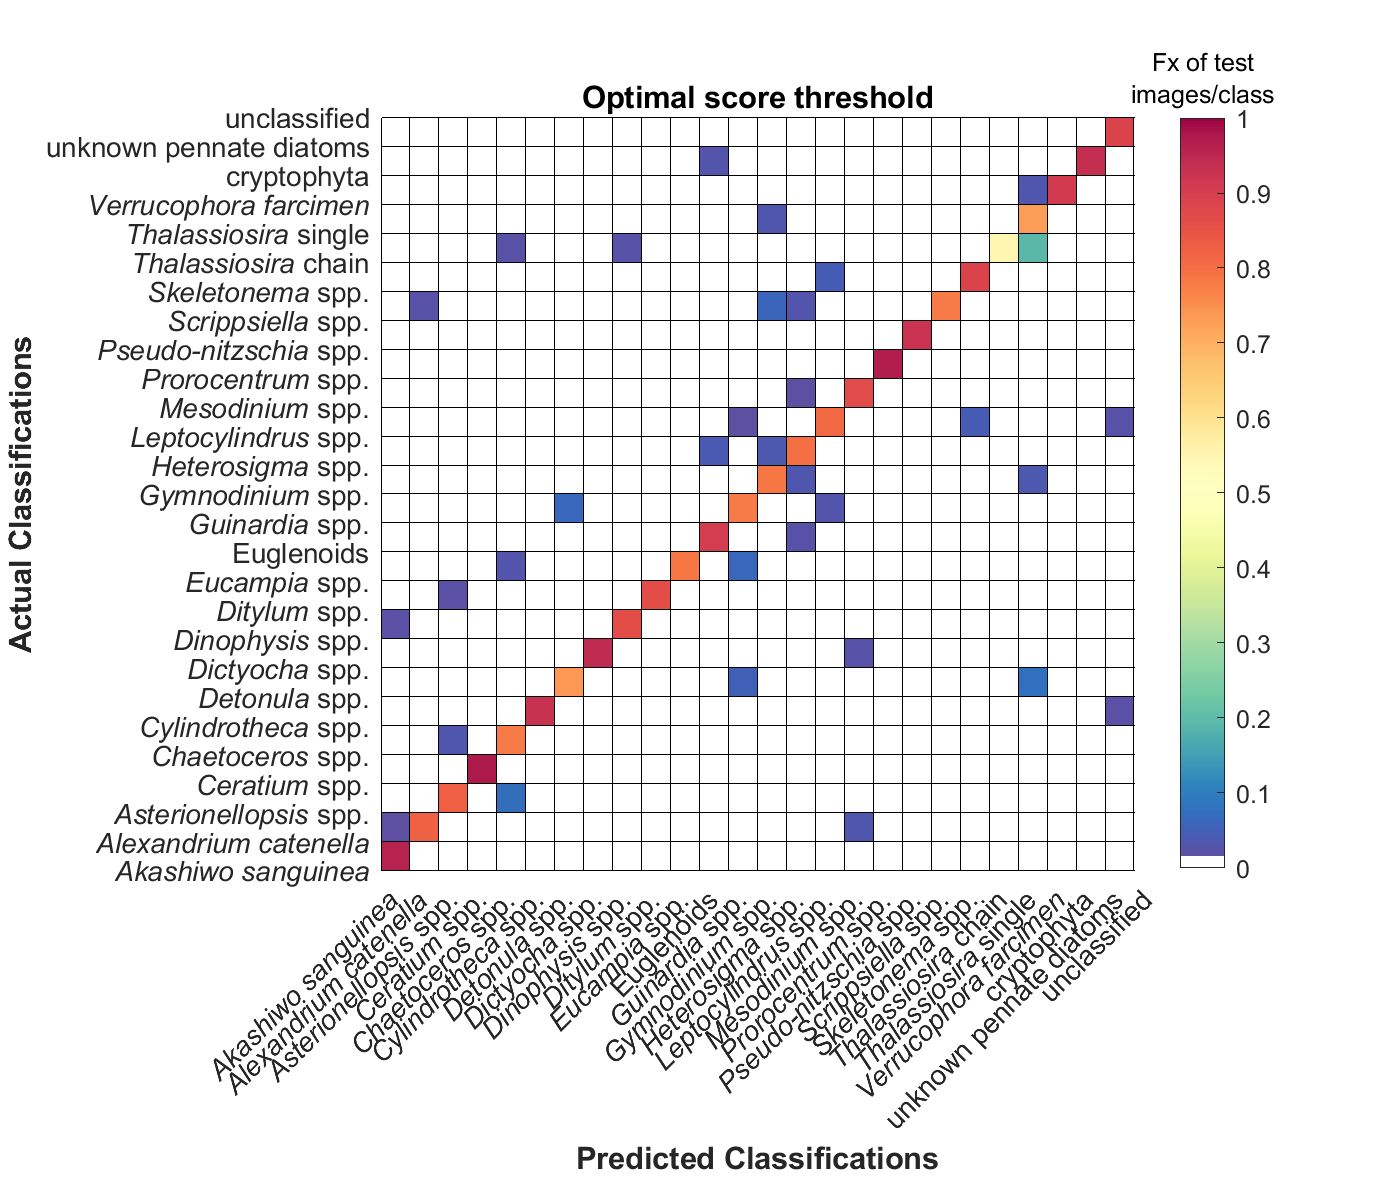 Fx of test
images/class
Optimal score threshold
unclassified
unknown pennate diatoms
cryptophyta
Verrucophora farcimen
Thalassiosira single
Thalassiosira chain
Skeletonema spp.
Scrippsiella spp.
Pseudo-nitzschia spp.
Prorocentrum spp.
Mesodinium spp.
Leptocylindrus spp.
Heterosigma spp.
Gymnodinium spp.
Guinardia spp.
Euglenoids
Eucampia spp.
Ditylum spp.
Dinophysis spp.
Dictyocha spp.
Detonula spp.
Cylindrotheca spp.
Chaetoceros spp.
Ceratium spp.
Asterionellopsis spp.
Alexandrium catenella
Akashiwo sanguinea
Actual Classifications
1
0.9
0.8
0.7
0.6
0.5
0.4
0.3
0.2
0.1
0
Akashiwo sanguinea
Alexandrium catenella
Asterionellopsis spp.
Ceratium spp.
Chaetoceros spp.
Cylindrotheca spp.
Detonula spp.
Dictyocha spp.
Dinophysis spp.
Ditylum spp.
Eucampia spp.
Euglenoids
Guinardia spp.
Gymnodinium spp.
Heterosigma spp.
Leptocylindrus spp.
Mesodinium spp.
Prorocentrum spp.
Pseudo-nitzschia spp.
Scrippsiella spp.
Skeletonema spp.
Thalassiosira chain
Thalassiosira single
Verrucophora farcimen
cryptophyta
unknown pennate diatoms
unclassified
Predicted Classifications